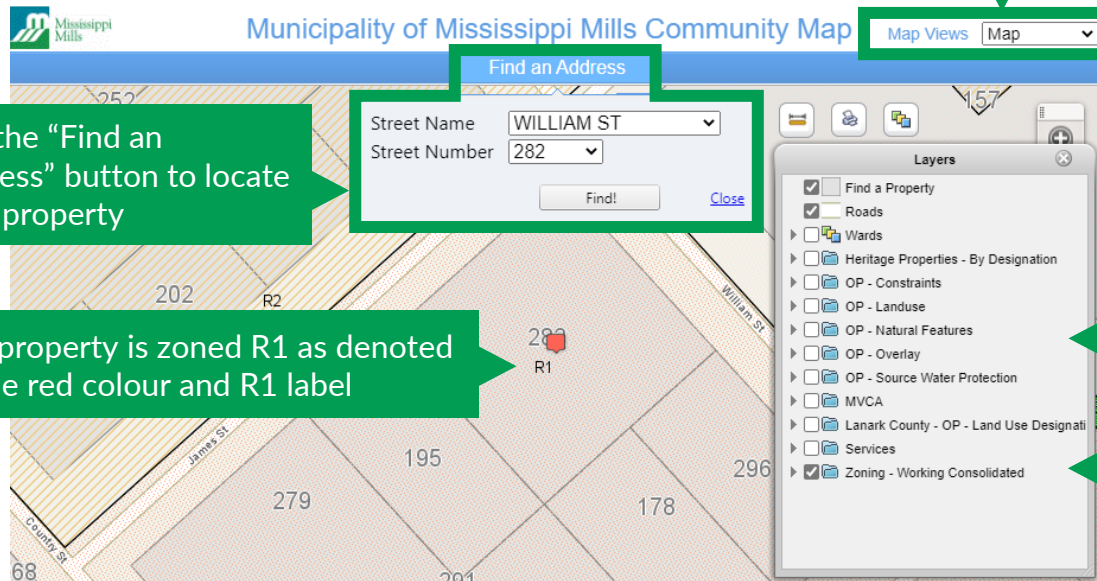 Mississippi
Mills
Municipality of Mississippi Mills Community Map
Map Views Map
Find an Address
252
157
the “Find an
ess” button to locate
property
Street Name WILLIAM ST
Street Number 282
Find!
Close
Layers
Find a Property
Roads
Wards
Heritage Properties - By Designation
OP - Constraints
OP - Landuse
OP - Natural Features
OP - Overlay
OP - Source Water Protection
MVCA
Lanark County - OP - Land Use Designati
Services
Zoning - Working Consolidated
202
R2
William St
property is zoned R1 as denoted
e red colour and R1 label
R1
James St
195
296
279
178
Country St
68
291